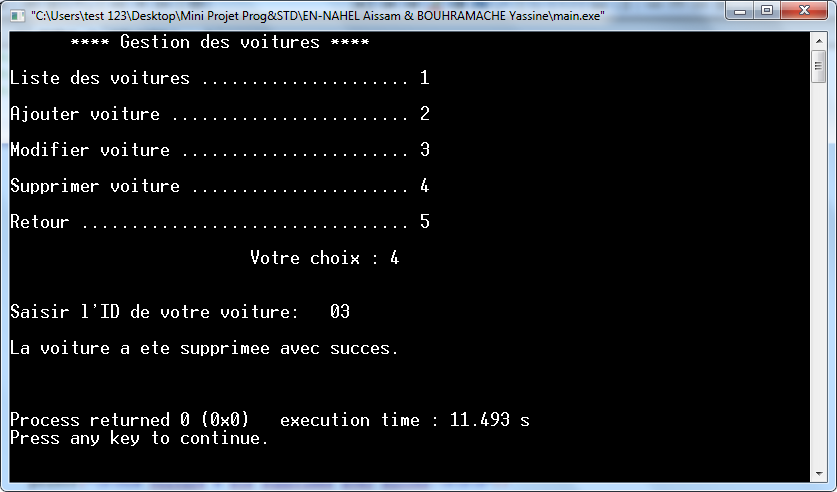 "C:\Users\test 123\Desktop\Mini Projet Prog&STD\EN-NAHEL Aissam & BOUHRAMACHE Yassine\main.exe"
**** Gestion des voitures ****
Liste des voitures ..................... 1
Ajouter voiture ........................ 2
Modifier voiture ....................... 3
Supprimer voiture ...................... 4
Retour ................................. 5
Votre choix : 4
Saisir l'ID de votre voiture:   03
La voiture a ete supprimee avec succes.
Process returned 0 (0x0)   execution time : 11.493 s
Press any key to continue.